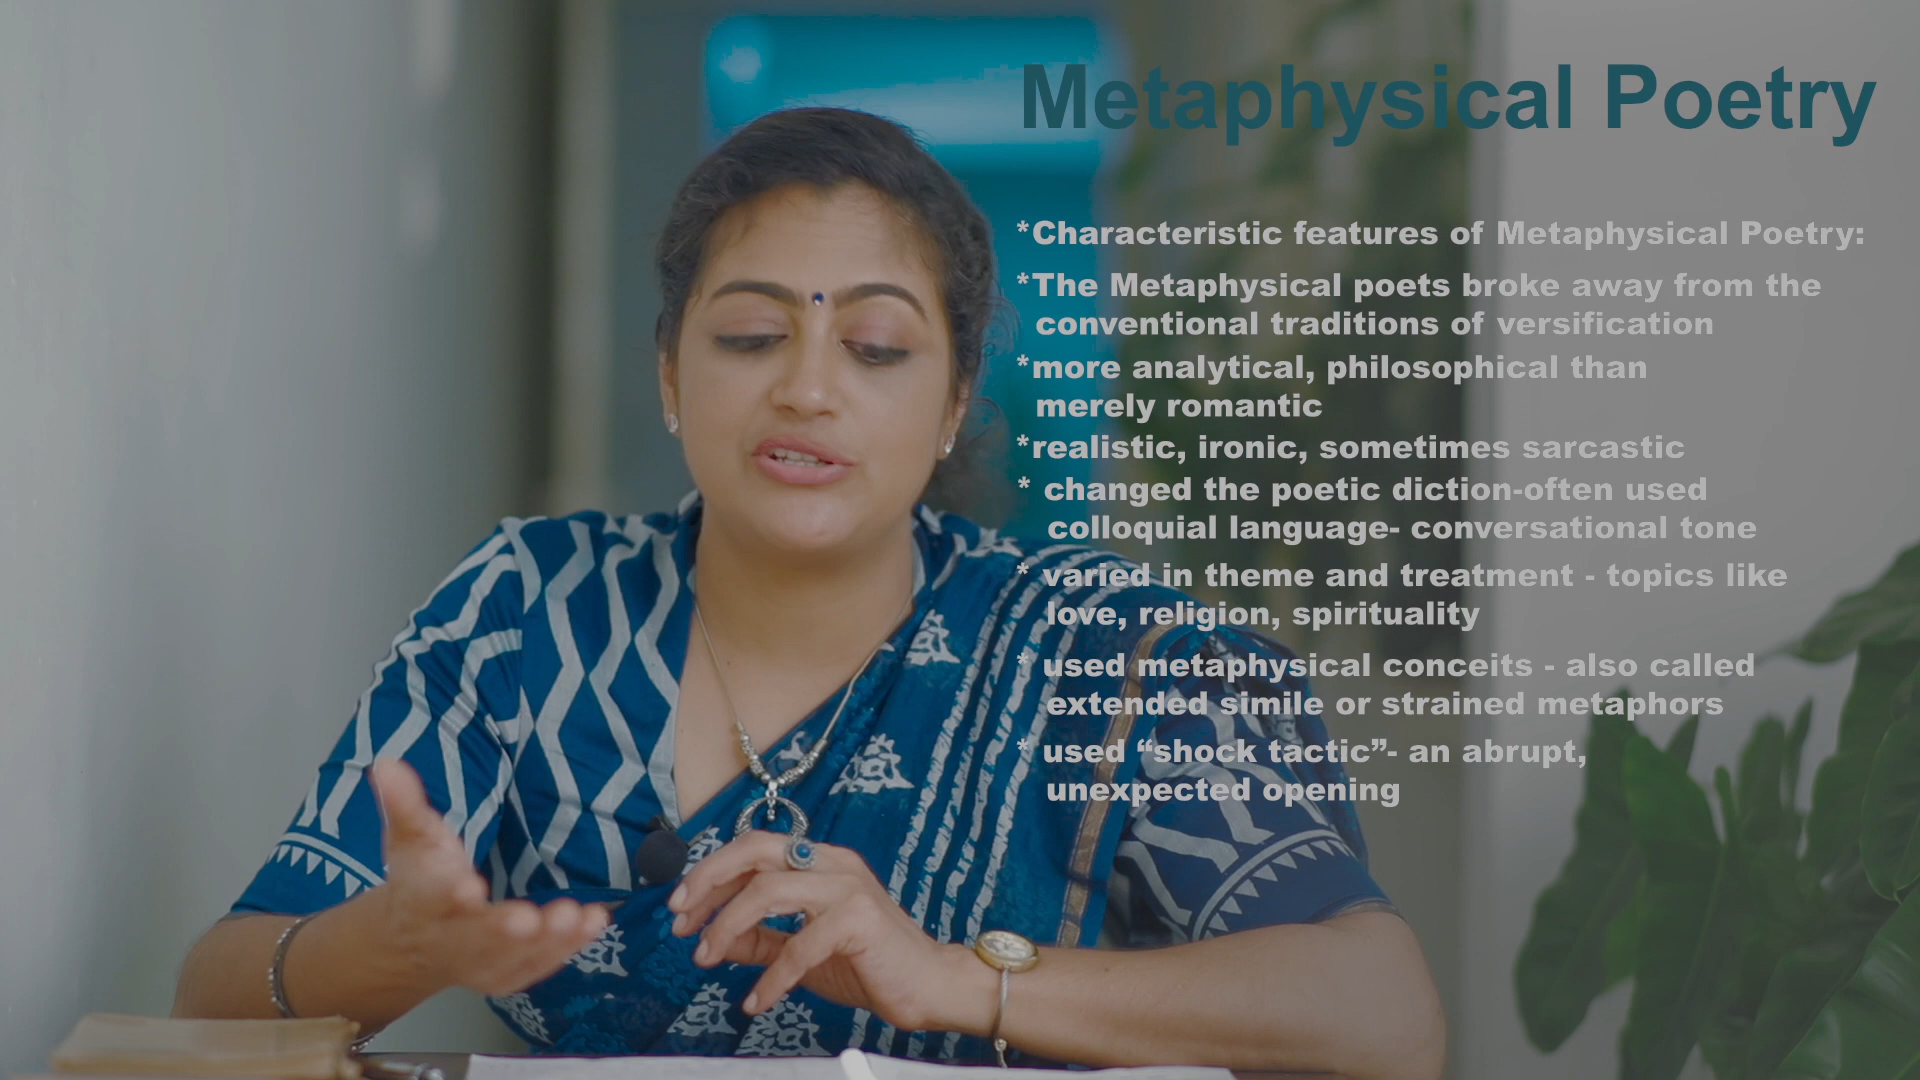 Metaphysical Poetry
*Characteristic features of Metaphysical Poetry:
*The Metaphysical poets broke away from the
conventional traditions of versification
*more analytical, philosophical than
merely romantic
*realistic, ironic, sometimes sarcastic
* changed the poetic diction-often used
colloquial language- conversational tone
* varied in theme and treatment - topics like
love, religion, spirituality
* used metaphysical conceits - also called
extended simile or strained metaphors
* used “shock tactic”- an abrupt,
unexpected opening